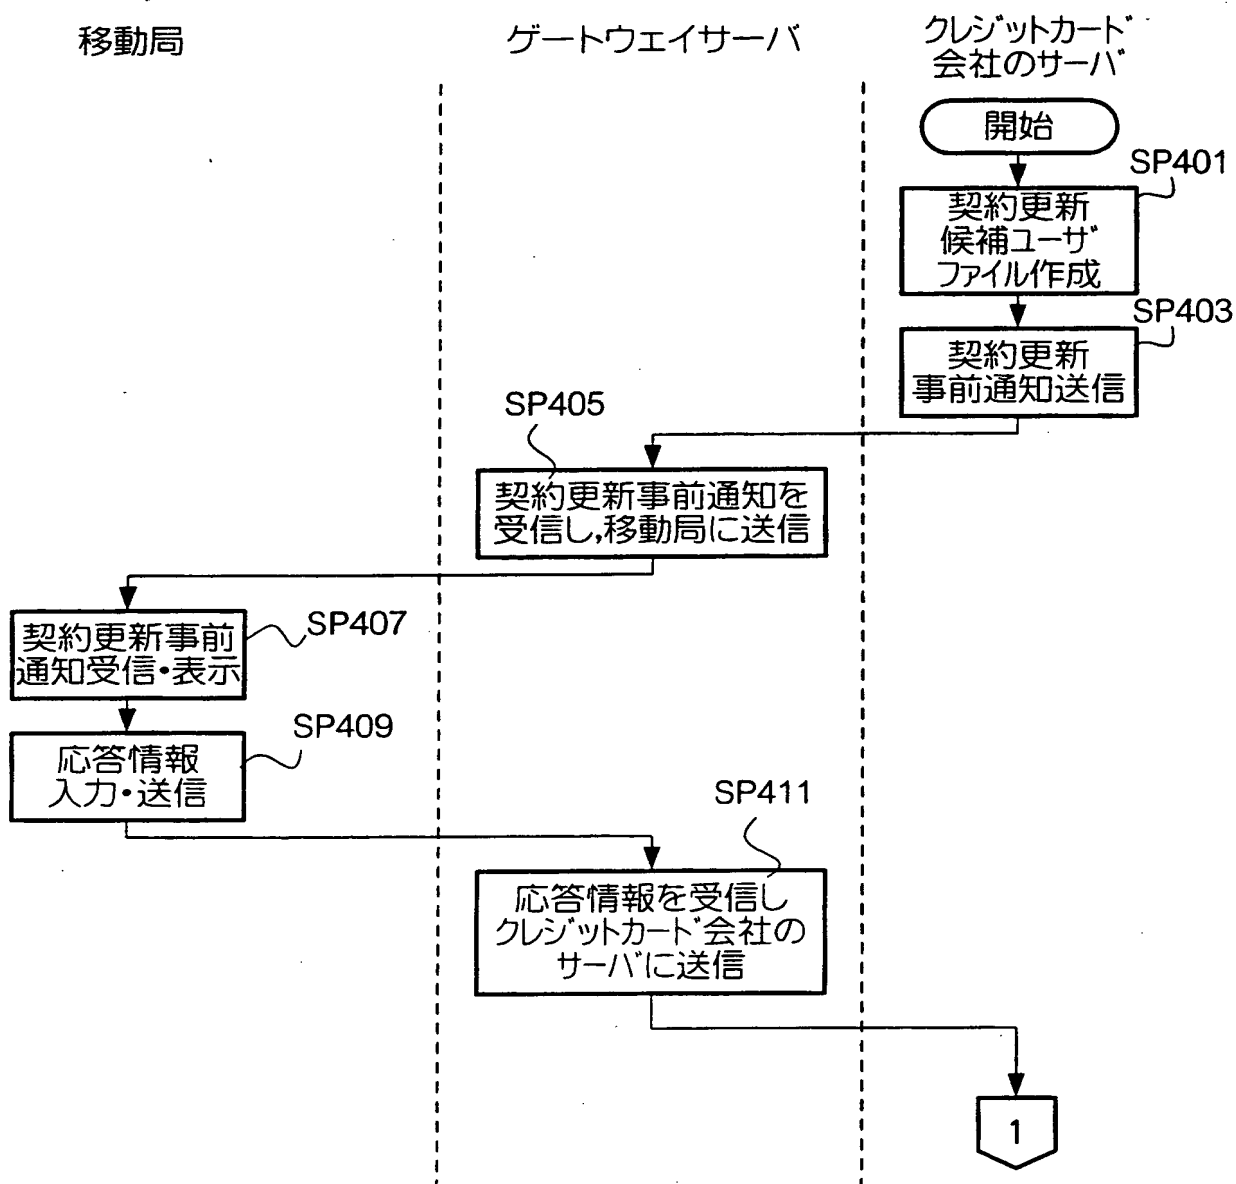 移動局
ゲートウェイサーバ
クレジットカード
会社のサーバ
開始
SP401
契約更新
候補ユーザ
ファイル作成
SP403
契約更新
事前通知送信
SP405
契約更新事前通知を
受信し,移動局に送信
SP407
契約更新事前
通知受信・表示
SP409
応答情報
入力・送信
SP411
応答情報を受信し
クレジットカード会社の
サーバに送信
1